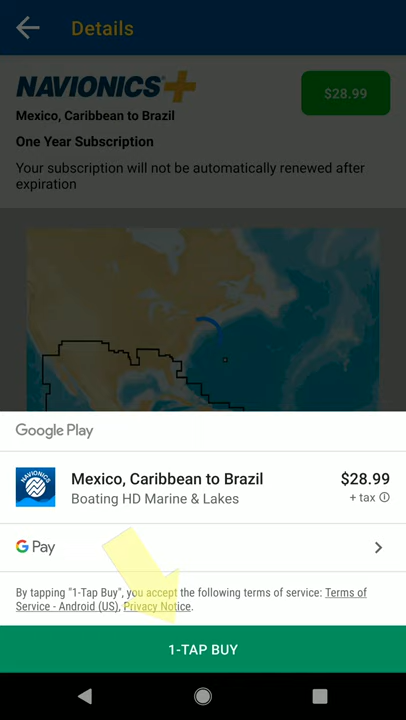 Details
NAVIONICS+
$28.99
Mexico, Caribbean to Brazil
One Year Subscription
Your subscription will not be automatically renewed after
expiration
Google Play
NAVIONICS
Mexico, Caribbean to Brazil
$28.99
Boating HD Marine & Lakes
+ tax
G Pay
By tapping "1-Tap Buy", you accept the following terms of service: Terms of
Service - Android (US), Privacy Notice.
1-TAP BUY